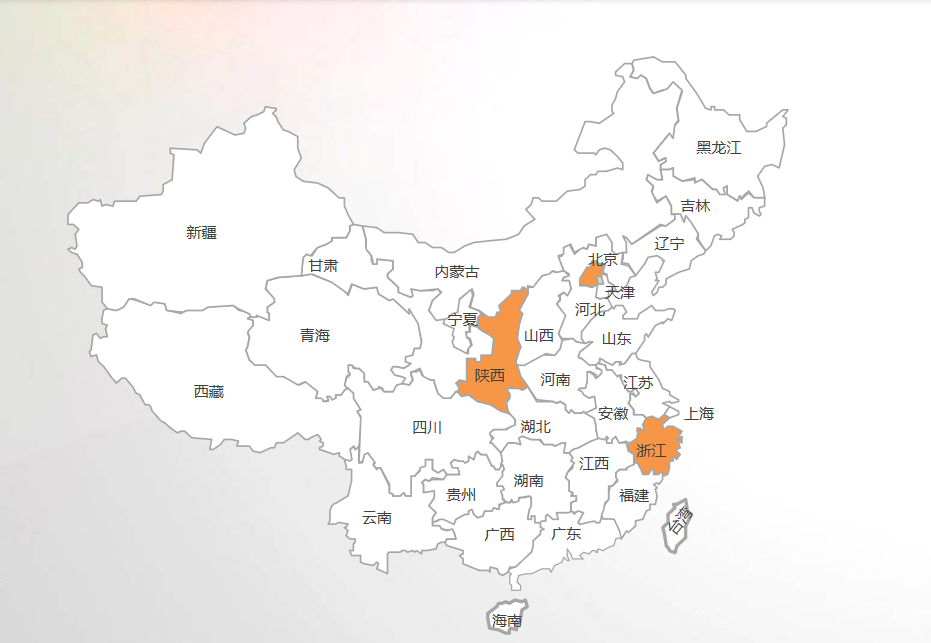 黑龙江
吉林
新疆
辽宁
北京
甘肃
内蒙古
天津
河北
宁夏
青海
山西
山东
陕西
河南
江苏
西藏
安徽
上海
四川
湖北
浙江
江西
湖南
贵州
福建
云南
台湾
广西
广东
海南